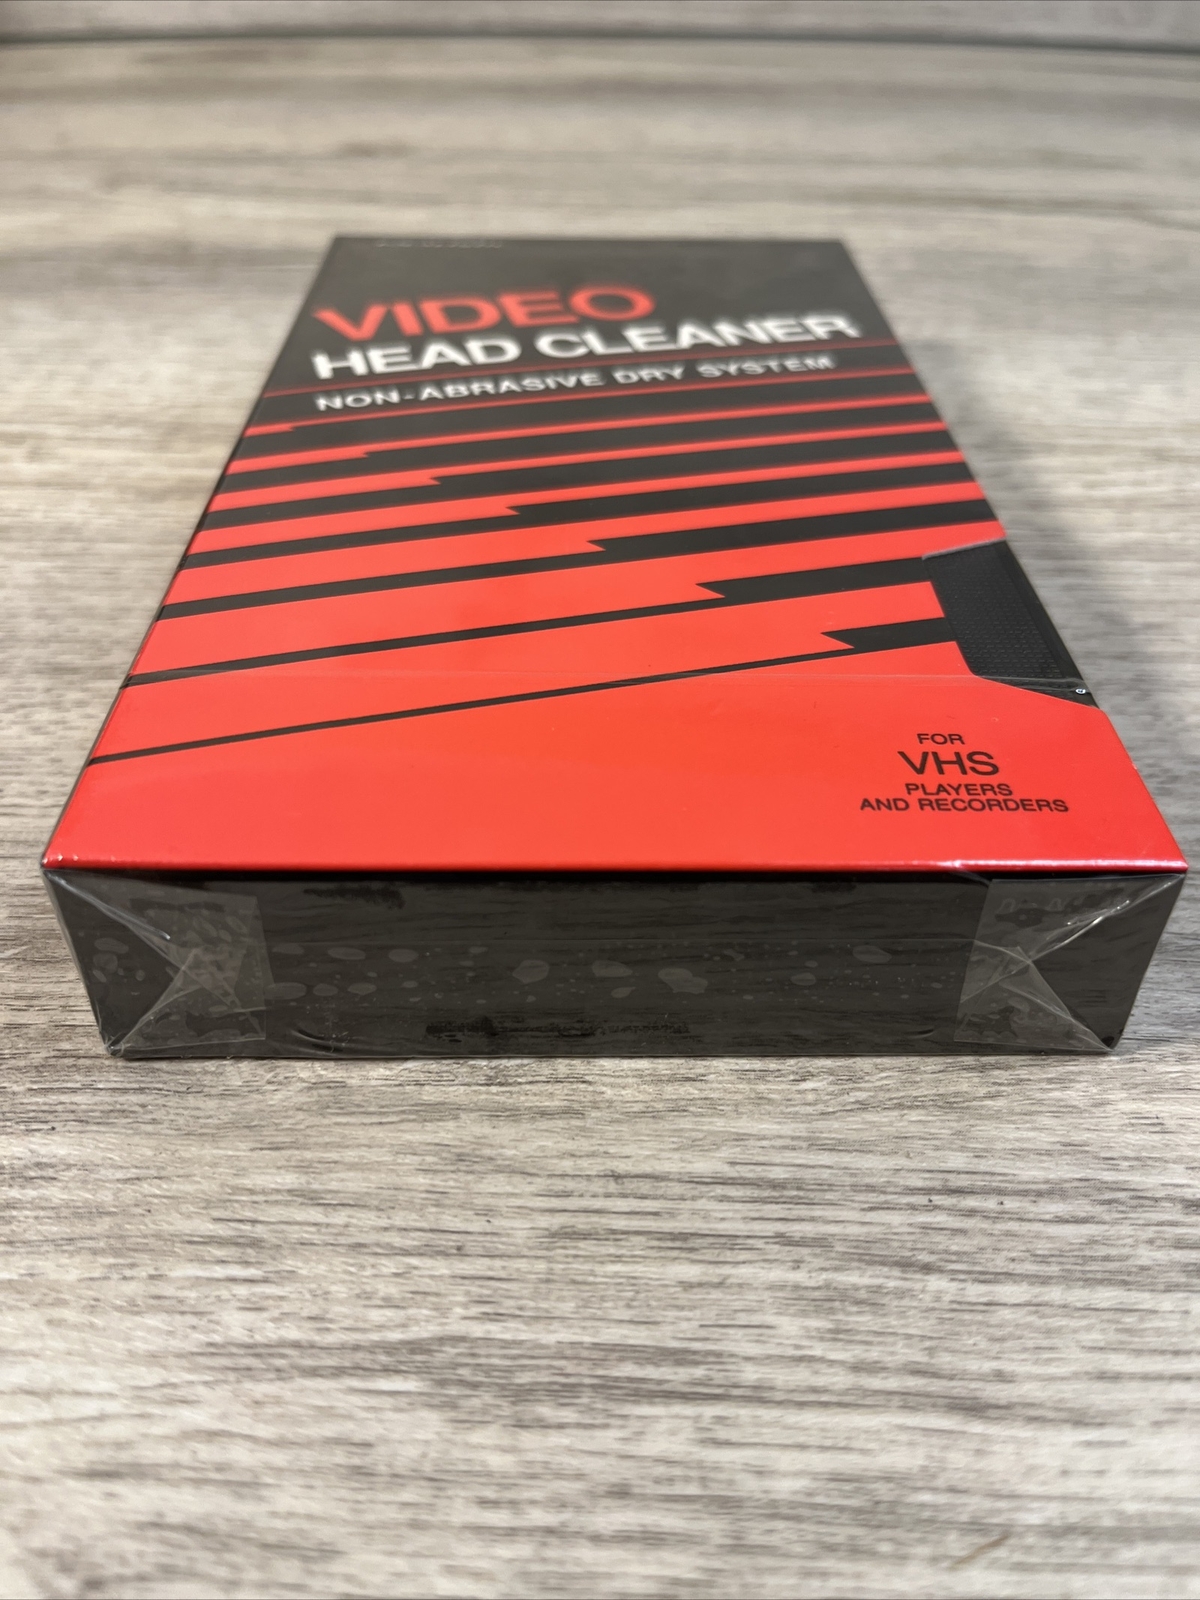 VIDEO
HEAD CLEANER
NON-ABRASIVE DRY SYSTEM
FOR
VHS
PLAYERS
AND RECORDERS